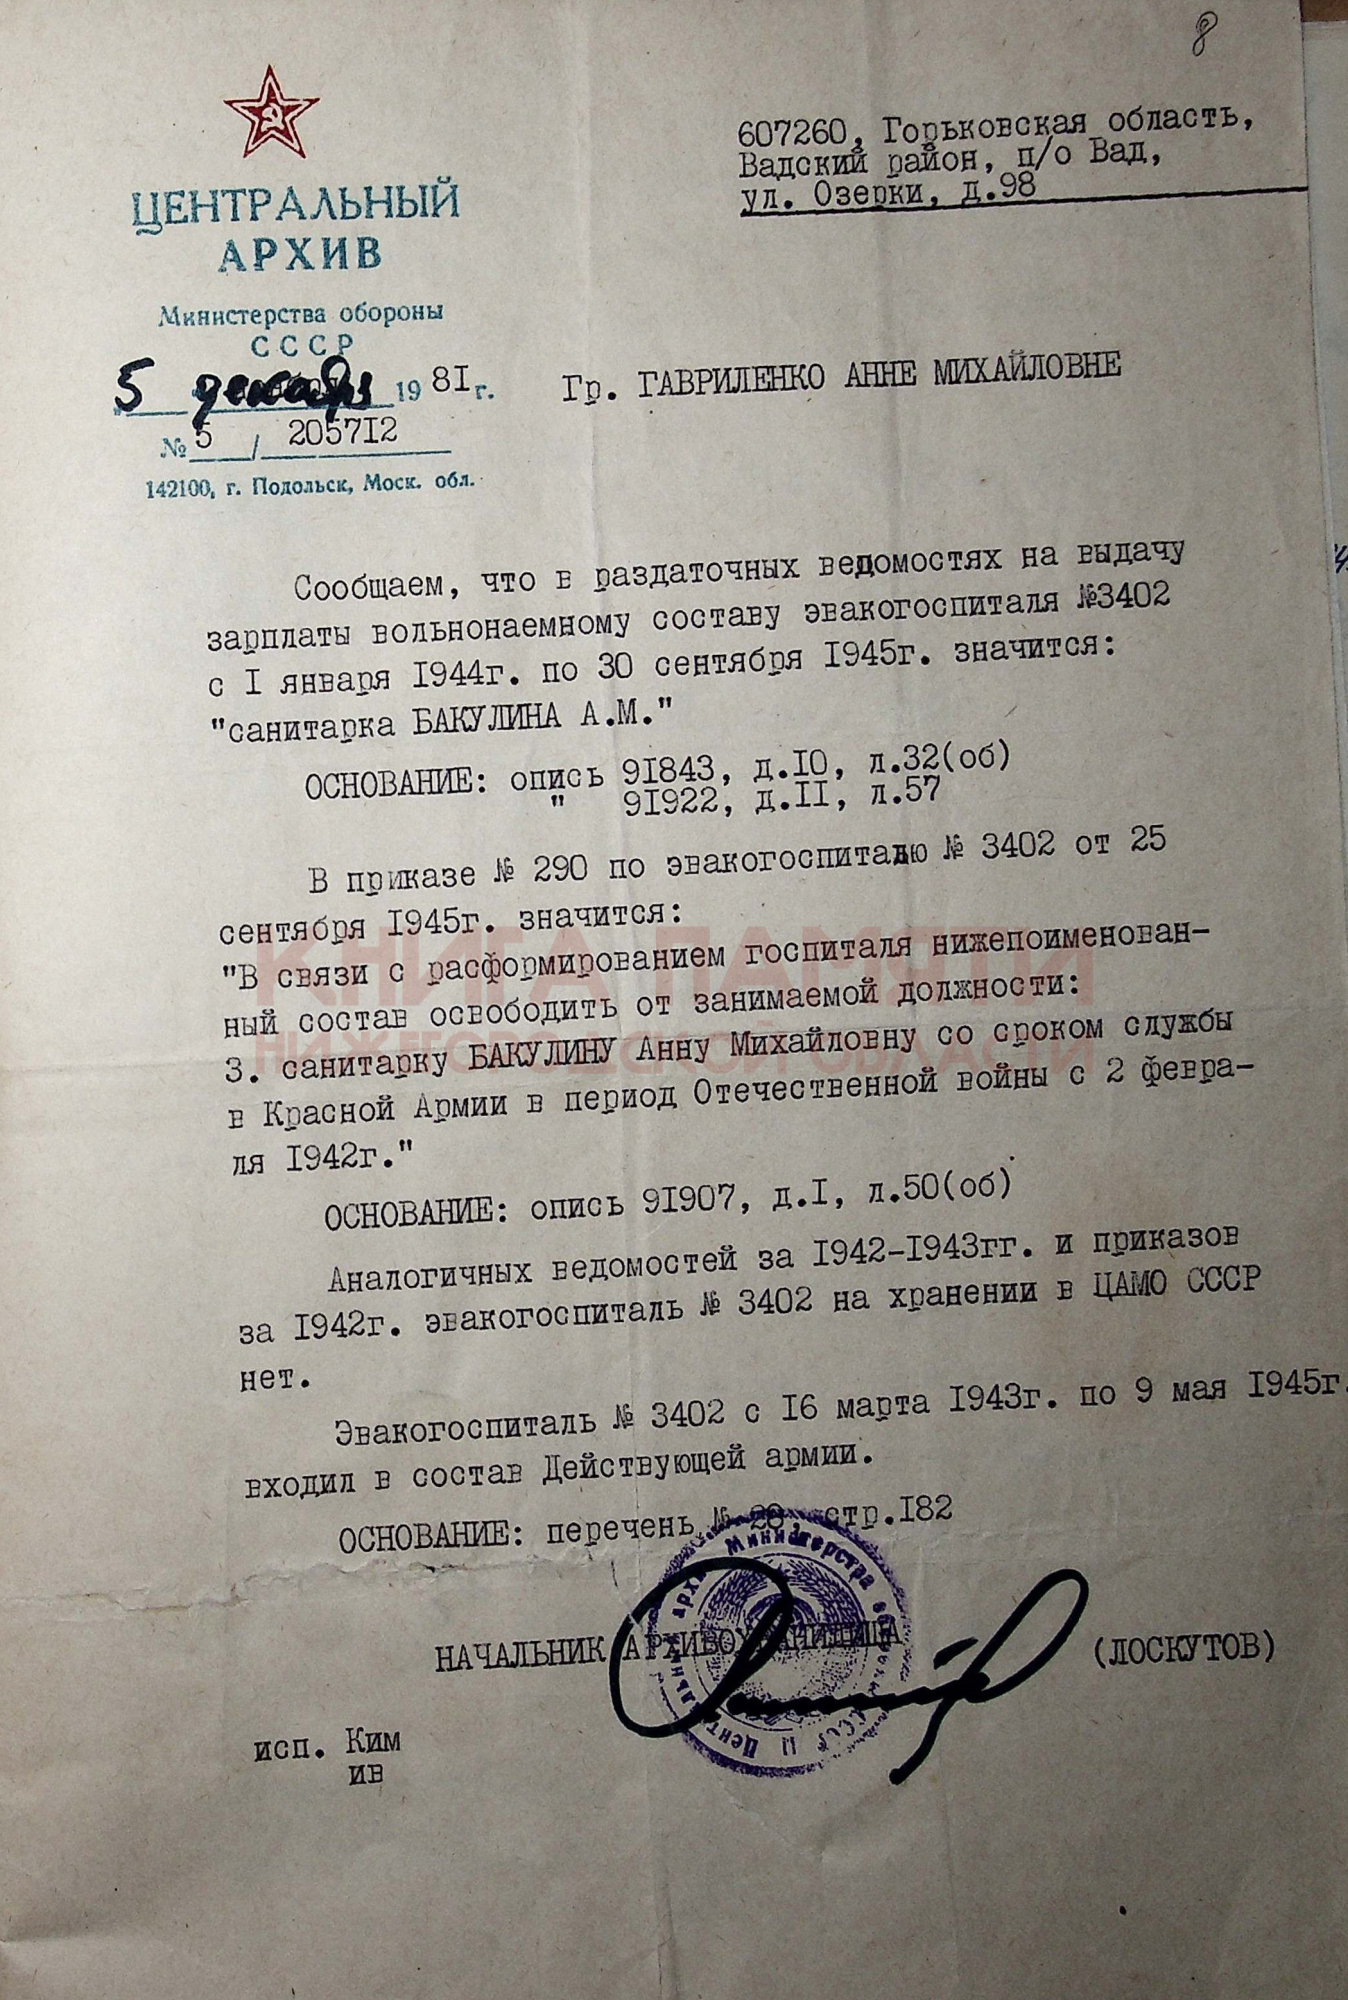 8
607260, Горьковская область,
Вадский район, п/о Вад,
ул. Озерки, д.98
ЦЕНТРАЛЬНЫЙ
АРХИВ
Министерства обороны
СССР
5 декабря 1981 г.
№ 5 / 205712
142100, г. Подольск, Моск. обл.
Гр. ГАВРИЛЕНКО АННЕ МИХАЙЛОВНЕ
Сообщаем, что в раздаточных ведомостях на выдачу
зарплаты вольнонаемному составу эвакогоспиталя №3402
с I января I944г. по 30 сентября I945г. значится:
"санитарка БАКУЛИНА А.М."
ОСНОВАНИЕ: опись 9I843, д.IO, л.32(об)
" 9I922, д.II, л.57
В приказе № 290 по эвакогоспиталю № 3402 от 25
сентября I945г. значится:
"В связи с расформированием госпиталя нижепоименован-
ный состав освободить от занимаемой должности:
3. санитарку БАКУЛИНУ Анну Михайловну со сроком службы
в Красной Армии в период Отечественной войны с 2 февра-
ля I942г."
ОСНОВАНИЕ: опись 9I907, д.I, л.50(об)
Аналогичных ведомостей за I942-I943гг. и приказов
за I942г. эвакогоспиталь № 3402 на хранении в ЦАМО СССР
нет.
Эвакогоспиталь № 3402 с I6 марта I943г. по 9 мая I945г.
входил в состав Действующей армии.
ОСНОВАНИЕ: перечень № 28, стр.I82
НАЧАЛЬНИК АРХИВОХРАНИЛИЩА (ЛОСКУТОВ)
исп. Ким
ив
КНИГА ПАМЯТИ
НИЖЕГОРОДСКОЙ ОБЛАСТИ